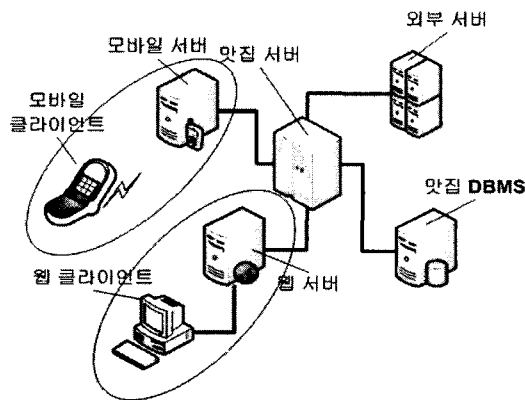 외부 서버
모바일 서버
맛집 서버
모바일
클라이언트
맛집 DBMS
웹 클라이언트
웹 서버